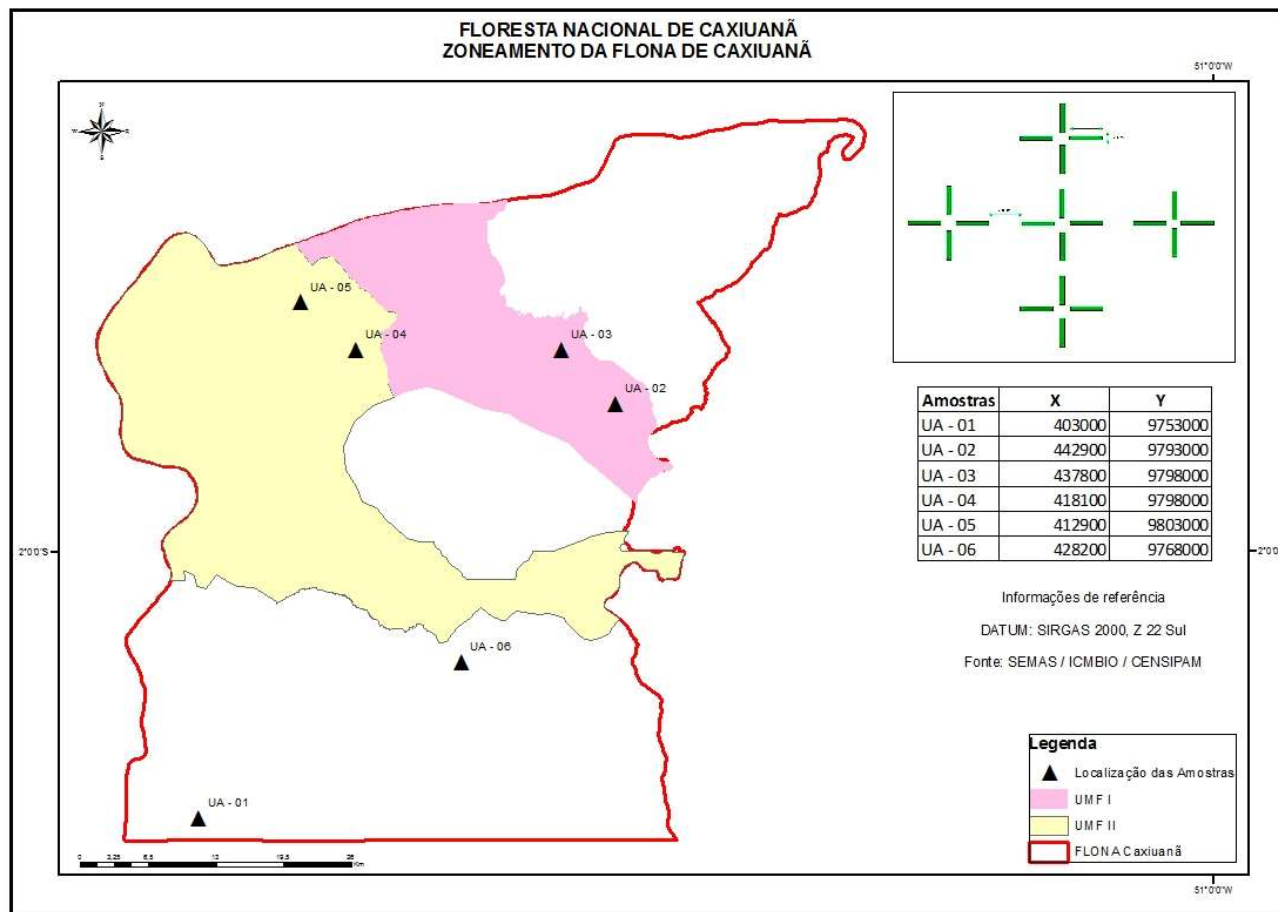 FLORESTA NACIONAL DE CAXIUANÃ
ZONEAMENTO DA FLONA DE CAXIUANÃ
51°0'0"W
UA - 05
UA - 04
UA - 03
UA - 02
UA - 06
UA - 01
2°0'0"S
2°0'0
Amostras X Y
UA - 01 403000 9753000
UA - 02 442900 9793000
UA - 03 437800 9798000
UA - 04 418100 9798000
UA - 05 412900 9803000
UA - 06 428200 9768000
Informações de referência
DATUM: SIRGAS 2000, Z 22 Sul
Fonte: SEMAS / ICMBIO / CENSIPAM
Legenda
Localização das Amostras
UMF I
UMF II
FLONA Caxiuanã
0 3,25 6,5 13 19,5 26
Km
51°0'0"W